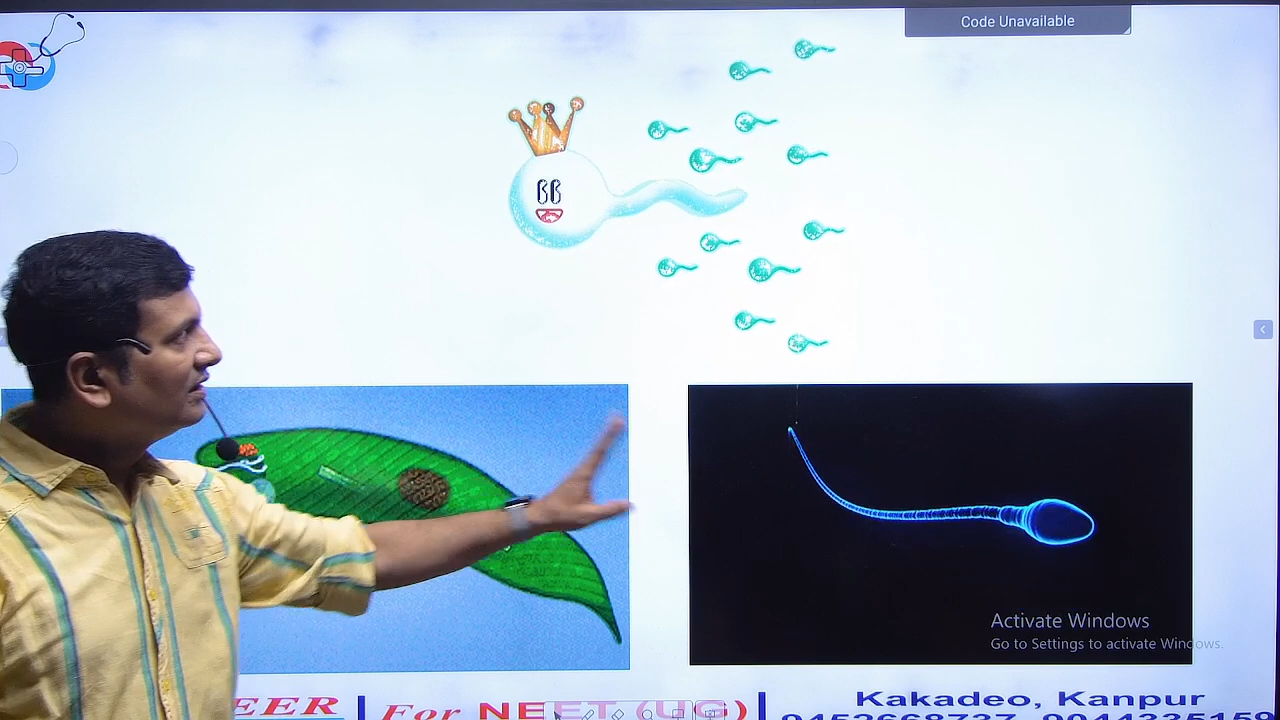 Code Unavailable
Activate Windows
Go to Settings to activate Windows.
EER For NEET (UG) Kakadeo, Kanpur